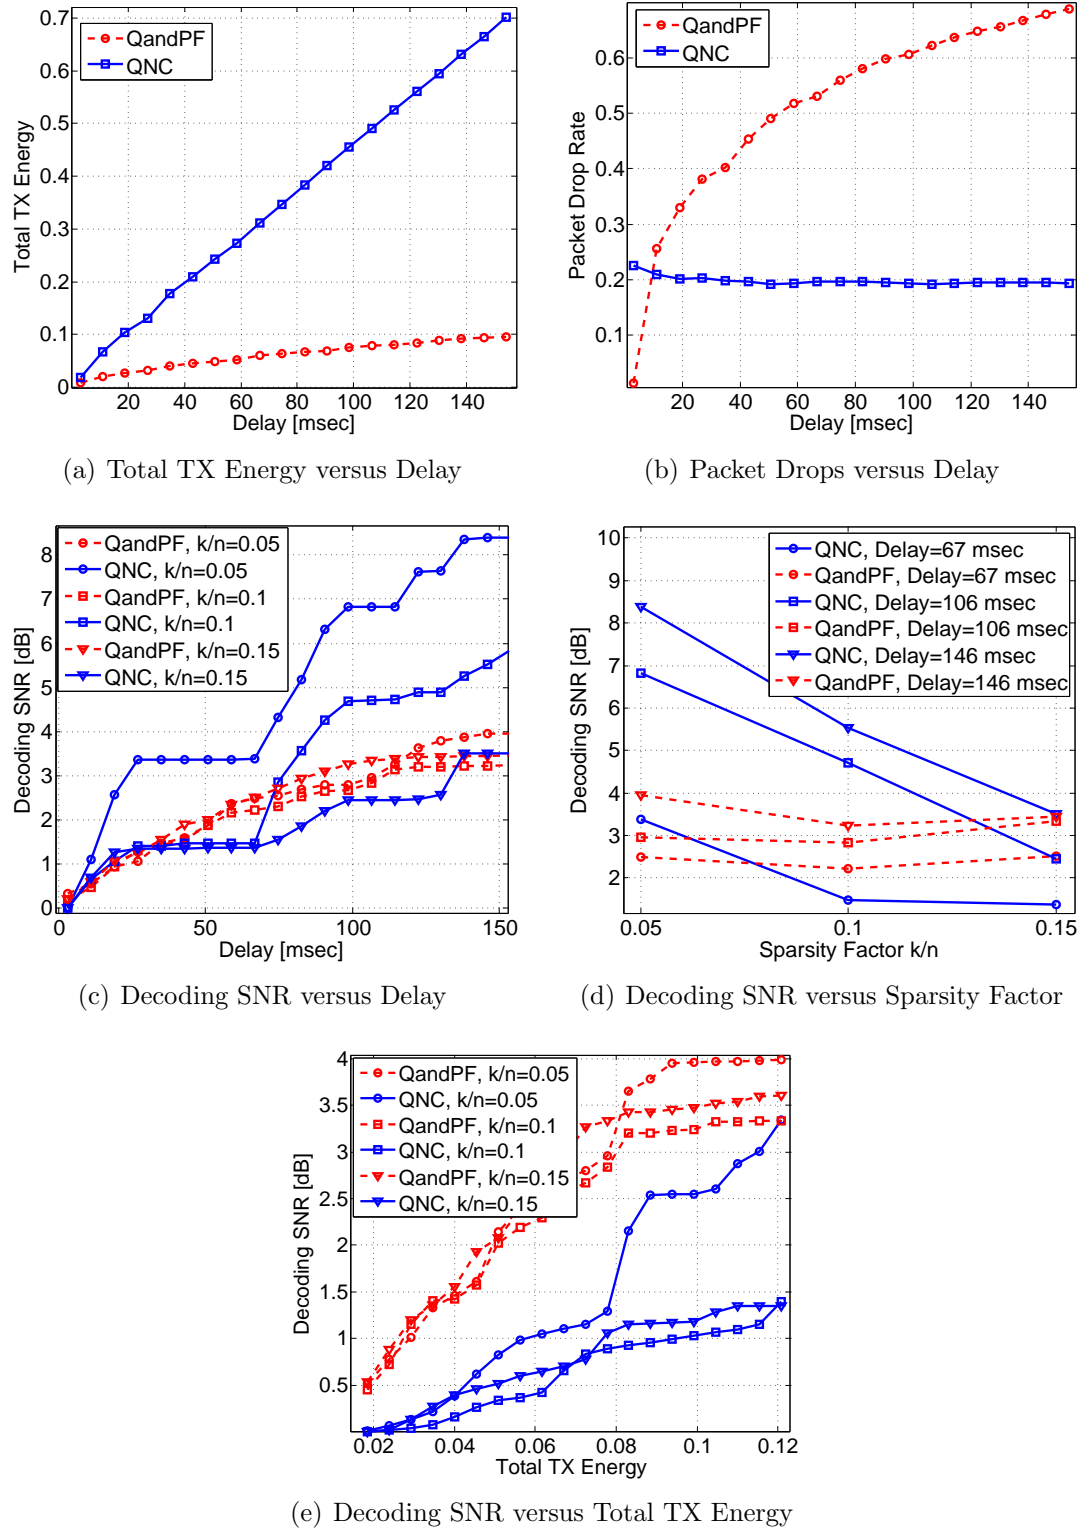 0.7
0.6
0.5
0.4
0.3
0.2
0.1
0
Total TX Energy
QandPF
QNC
20 40 60 80 100 120 140
Delay [msec]
(a) Total TX Energy versus Delay
0.6
0.5
0.4
0.3
0.2
0.1
Packet Drop Rate
QandPF
QNC
20 40 60 80 100 120 140
Delay [msec]
(b) Packet Drops versus Delay
8
7
6
5
4
3
2
1
0
Decoding SNR [dB]
QandPF, k/n=0.05
QNC, k/n=0.05
QandPF, k/n=0.1
QNC, k/n=0.1
QandPF, k/n=0.15
QNC, k/n=0.15
0 50 100 150
Delay [msec]
(c) Decoding SNR versus Delay
10
9
8
7
6
5
4
3
2
Decoding SNR [dB]
QNC, Delay=67 msec
QandPF, Delay=67 msec
QNC, Delay=106 msec
QandPF, Delay=106 msec
QNC, Delay=146 msec
QandPF, Delay=146 msec
0.05 0.1 0.15
Sparsity Factor k/n
(d) Decoding SNR versus Sparsity Factor
4
3.5
3
2.5
2
1.5
1
0.5
Decoding SNR [dB]
QandPF, k/n=0.05
QNC, k/n=0.05
QandPF, k/n=0.1
QNC, k/n=0.1
QandPF, k/n=0.15
QNC, k/n=0.15
0.02 0.04 0.06 0.08 0.1 0.12
Total TX Energy
(e) Decoding SNR versus Total TX Energy